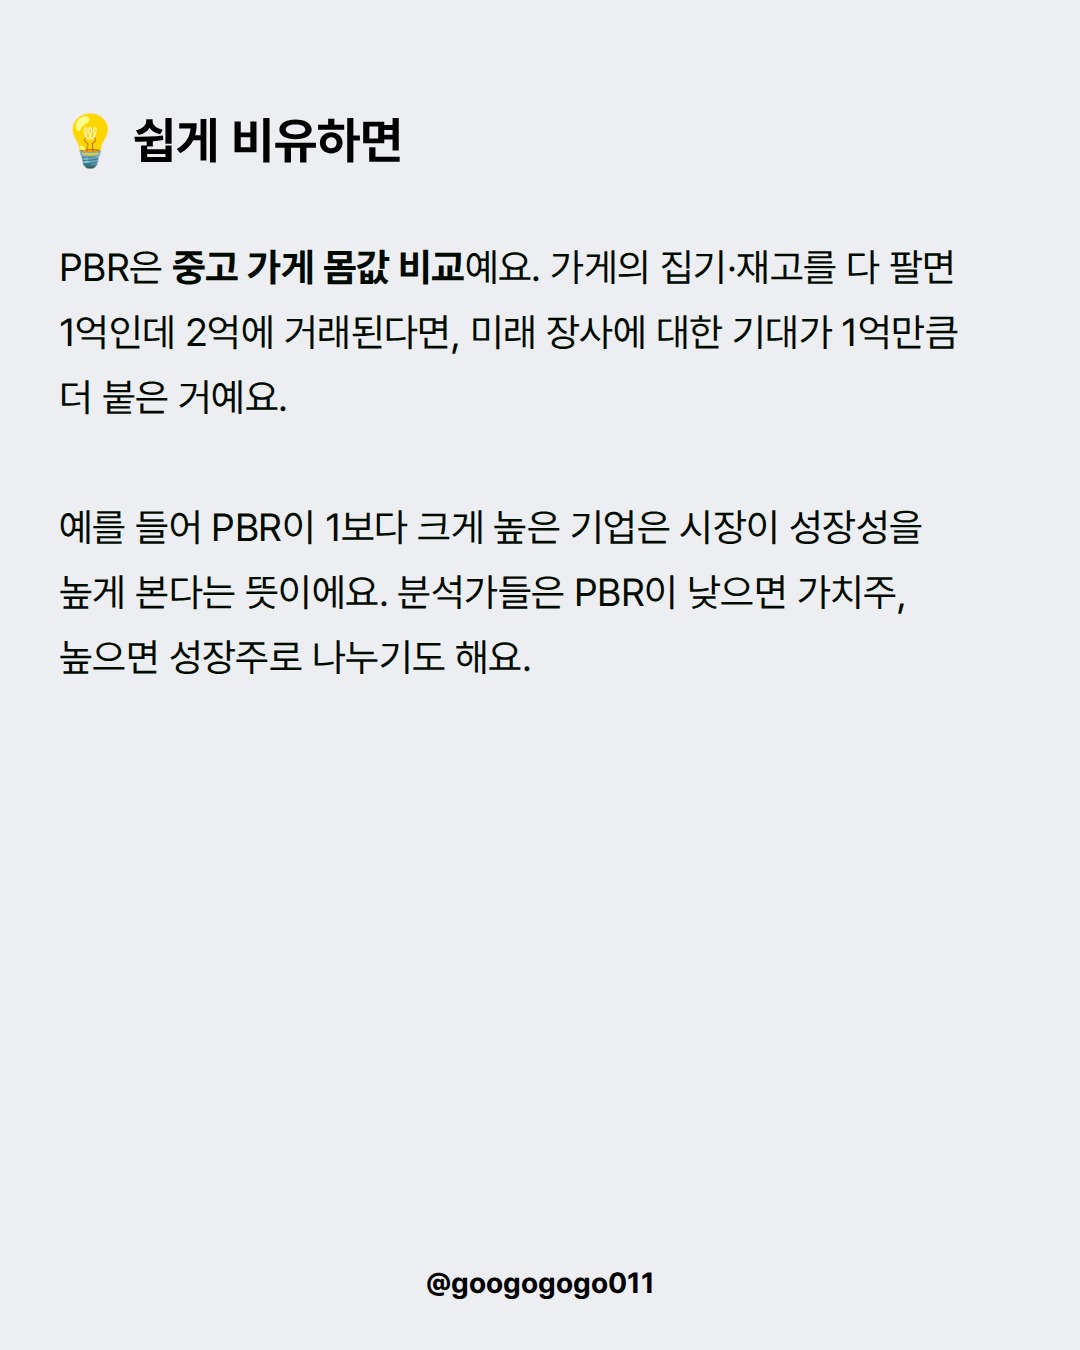 💡 쉽게 비유하면
PBR은 중고 가게 몸값 비교예요. 가게의 집기·재고를 다 팔면
1억인데 2억에 거래된다면, 미래 장사에 대한 기대가 1억만큼
더 붙은 거예요.
예를 들어 PBR이 1보다 크게 높은 기업은 시장이 성장성을
높게 본다는 뜻이에요. 분석가들은 PBR이 낮으면 가치주,
높으면 성장주로 나누기도 해요.
@googogogo011